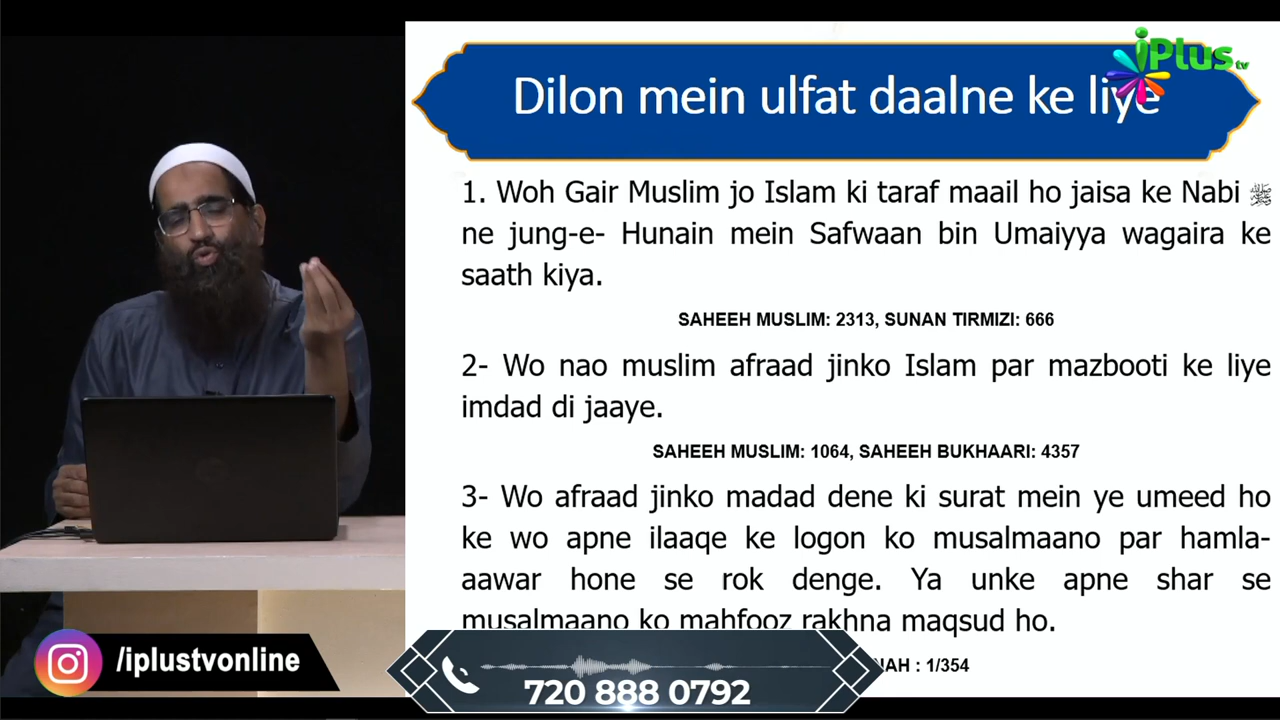 iPlus tv
Dilon mein ulfat daalne ke liye
1. Woh Gair Muslim jo Islam ki taraf maail ho jaisa ke Nabi ﷺ
ne jung-e- Hunain mein Safwaan bin Umaiyya wagaira ke
saath kiya.
SAHEEH MUSLIM: 2313, SUNAN TIRMIZI: 666
2- Wo nao muslim afraad jinko Islam par mazbooti ke liye
imdad di jaaye.
SAHEEH MUSLIM: 1064, SAHEEH BUKHAARI: 4357
3- Wo afraad jinko madad dene ki surat mein ye umeed ho
ke wo apne ilaaqe ke logon ko musalmaano par hamla-
aawar hone se rok denge. Ya unke apne shar se
musalmaano ko mahfooz rakhna maqsud ho.
: 1/354
/iplustvonline
720 888 0792